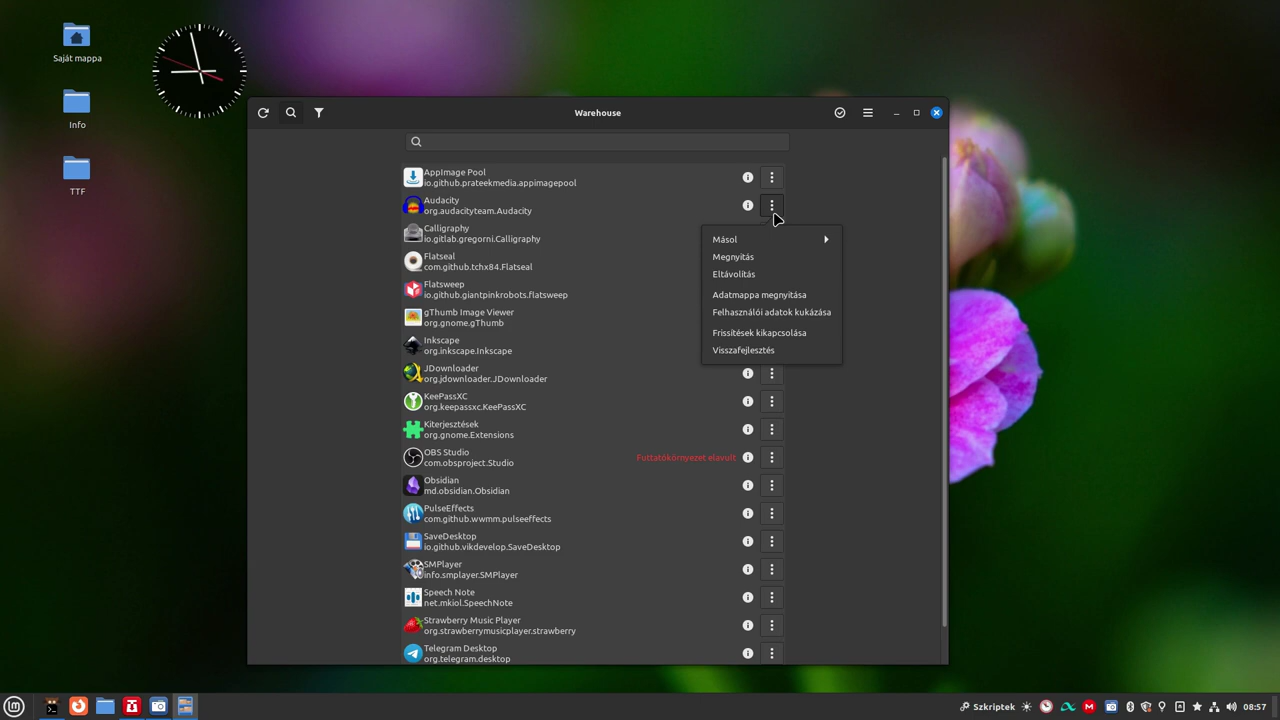 Saját mappa
Info
TTF
Warehouse
AppImage Pool
io.github.prateekmedia.appimagepool
Audacity
org.audacityteam.Audacity
Calligraphy
io.gitlab.gregorni.Calligraphy
Flatseal
com.github.tchx84.Flatseal
Flatsweep
io.github.giantpinkrobots.flatsweep
gThumb Image Viewer
org.gnome.gThumb
Inkscape
org.inkscape.Inkscape
JDownloader
org.jdownloader.JDownloader
KeePassXC
org.keepassxc.KeePassXC
Kiterjesztések
org.gnome.Extensions
OBS Studio
com.obsproject.Studio
Futtatókörnyezet elavult
Obsidian
md.obsidian.Obsidian
PulseEffects
com.github.wwmm.pulseeffects
SaveDesktop
io.github.vikdevelop.SaveDesktop
SMPlayer
info.smplayer.SMPlayer
Speech Note
net.mkiol.SpeechNote
Strawberry Music Player
org.strawberrymusicplayer.strawberry
Telegram Desktop
org.telegram.desktop
Másol
Megnyitás
Eltávolítás
Adatmappa megnyitása
Felhasználói adatok kukázása
Frissítések kikapcsolása
Visszafejlesztés
Szkriptek
08:57